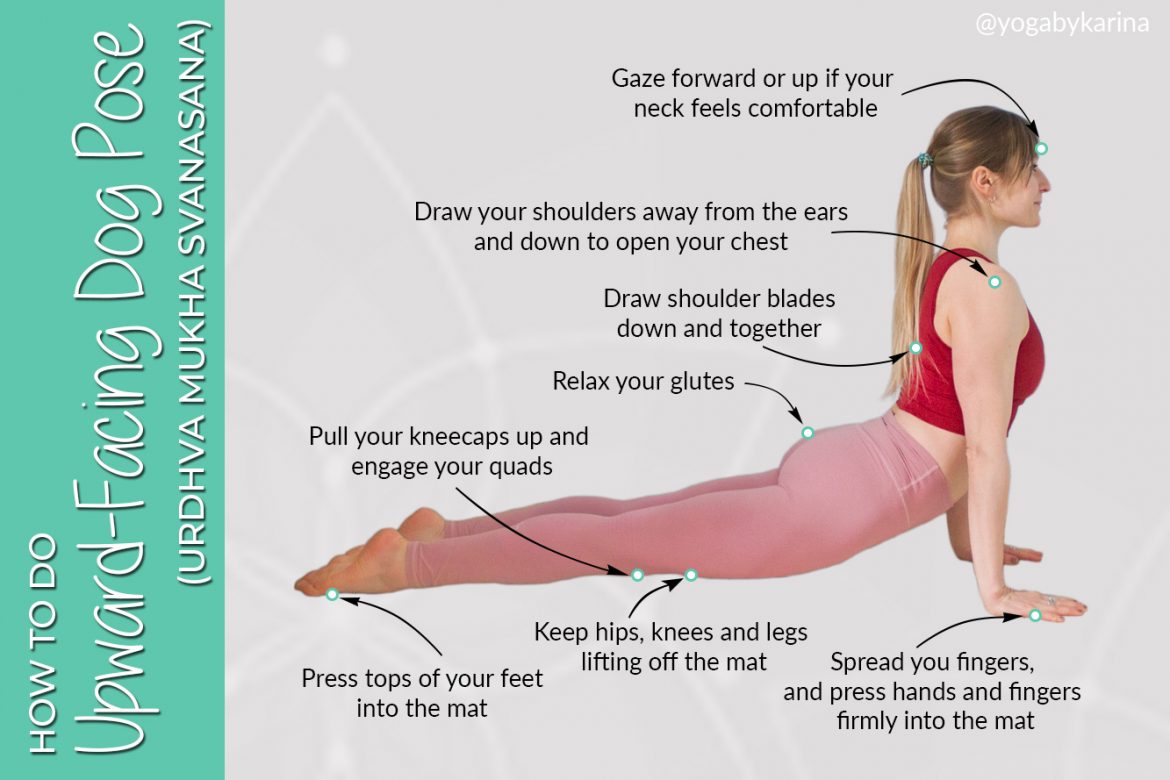 HOW TO DO
Upward-Facing Dog Pose
(URDHVA MUKHA SVANASANA)
@yogabykarina
Gaze forward or up if your
neck feels comfortable
Draw your shoulders away from the ears
and down to open your chest
Draw shoulder blades
down and together
Relax your glutes
Pull your kneecaps up and
engage your quads
Keep hips, knees and legs
lifting off the mat
Press tops of your feet
into the mat
Spread you fingers,
and press hands and fingers
firmly into the mat